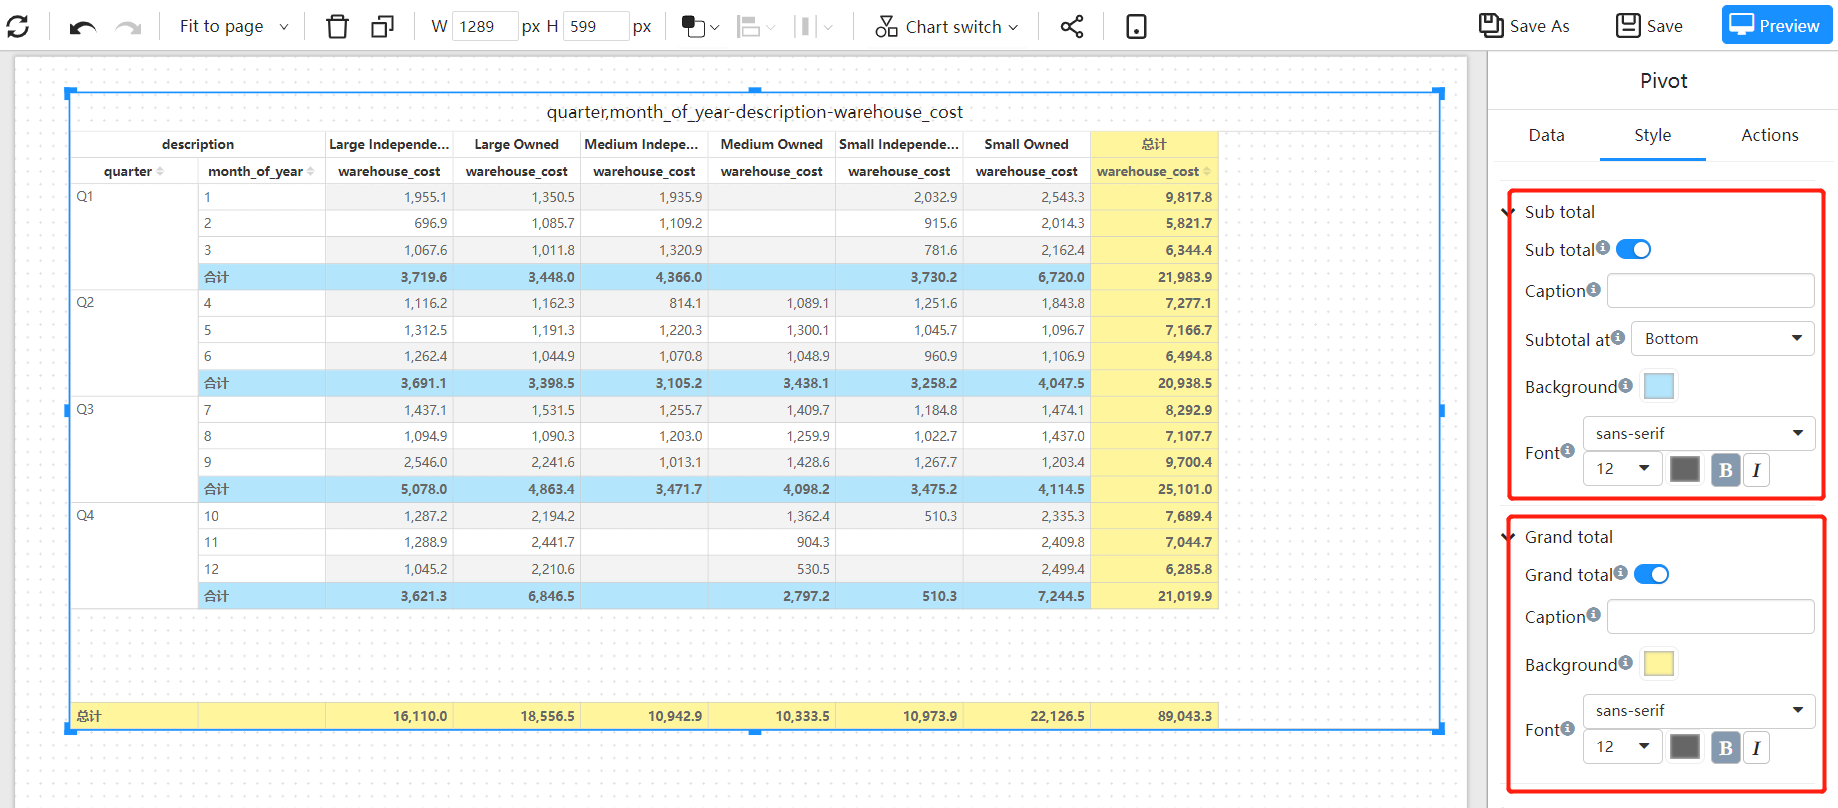 Fit to page W 1289 px H 599 px Chart switch Save As Save Preview
Pivot
Data Style Actions
quarter,month_of_year-description-warehouse_cost
description Large Independe... Large Owned Medium Indepe... Medium Owned Small Independe... Small Owned 总计
quarter month_of_year warehouse_cost warehouse_cost warehouse_cost warehouse_cost warehouse_cost warehouse_cost warehouse_cost
Q1 1 1,955.1 1,350.5 1,935.9 2,032.9 2,543.3 9,817.8
2 696.9 1,085.7 1,109.2 915.6 2,014.3 5,821.7
3 1,067.6 1,011.8 1,320.9 781.6 2,162.4 6,344.4
合计 3,719.6 3,448.0 4,366.0 3,730.2 6,720.0 21,983.9
Q2 4 1,116.2 1,162.3 814.1 1,089.1 1,251.6 1,843.8 7,277.1
5 1,312.5 1,191.3 1,220.3 1,300.1 1,045.7 1,096.7 7,166.7
6 1,262.4 1,044.9 1,070.8 1,048.9 960.9 1,106.9 6,494.8
合计 3,691.1 3,398.5 3,105.2 3,438.1 3,258.2 4,047.5 20,938.5
Q3 7 1,437.1 1,531.5 1,255.7 1,409.7 1,184.8 1,474.1 8,292.9
8 1,094.9 1,090.3 1,203.0 1,259.9 1,022.7 1,437.0 7,107.7
9 2,546.0 2,241.6 1,013.1 1,428.6 1,267.7 1,203.4 9,700.4
合计 5,078.0 4,863.4 3,471.7 4,098.2 3,475.2 4,114.5 25,101.0
Q4 10 1,287.2 2,194.2 1,362.4 510.3 2,335.3 7,689.4
11 1,288.9 2,441.7 904.3 2,409.8 7,044.7
12 1,045.2 2,210.6 530.5 2,499.4 6,285.8
合计 3,621.3 6,846.5 2,797.2 510.3 7,244.5 21,019.9
总计 16,110.0 18,556.5 10,942.9 10,333.5 10,973.9 22,126.5 89,043.3
Sub total
Sub total
Caption
Subtotal at Bottom
Background
Font sans-serif
12 B I
Grand total
Grand total
Caption
Background
Font sans-serif
12 B I